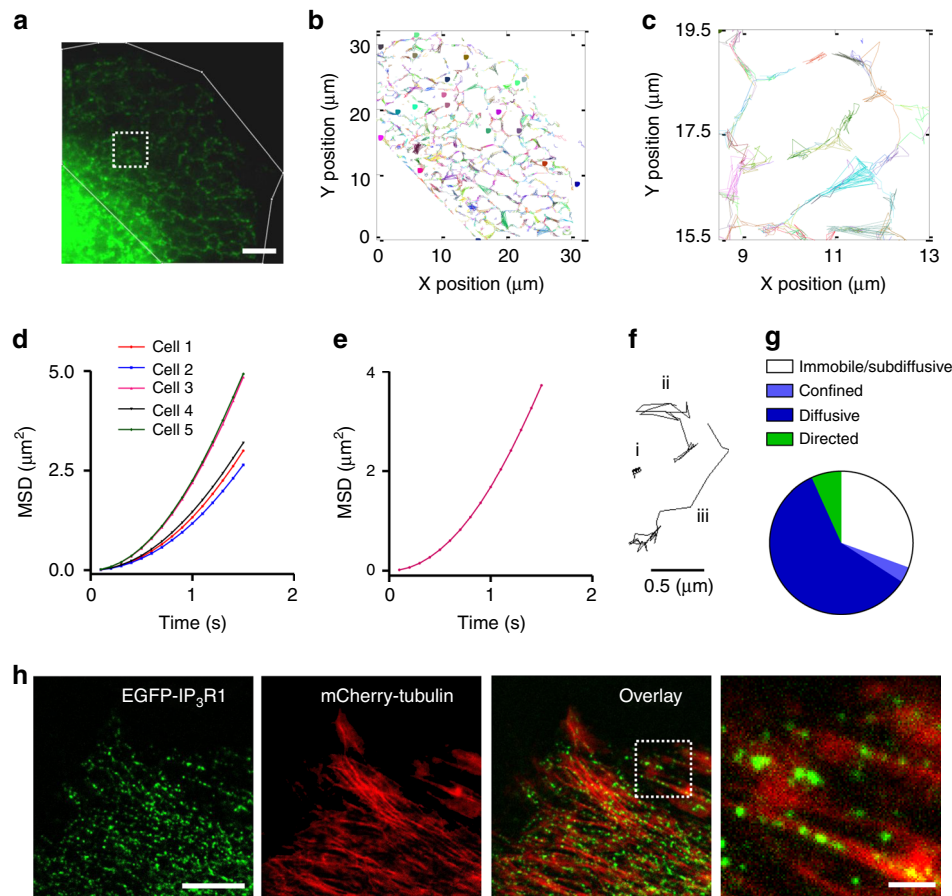 a
b
Y position (μm)
32
20
10
0
0 10 20 30
X position (μm)
c
Y position (μm)
19.5
17.5
15.5
9 11 13
X position (μm)
d
Cell 1
Cell 2
Cell 3
Cell 4
Cell 5
MSD (μm²)
5.0
2.5
0.0
0 1 2
Time (s)
e
MSD (μm²)
4
2
0
0 1 2
Time (s)
f
ii
i
iii
0.5 (μm)
g
Immobile/subdiffusive
Confined
Diffusive
Directed
h
EGFP-IP₃R1
mCherry-tubulin
Overlay